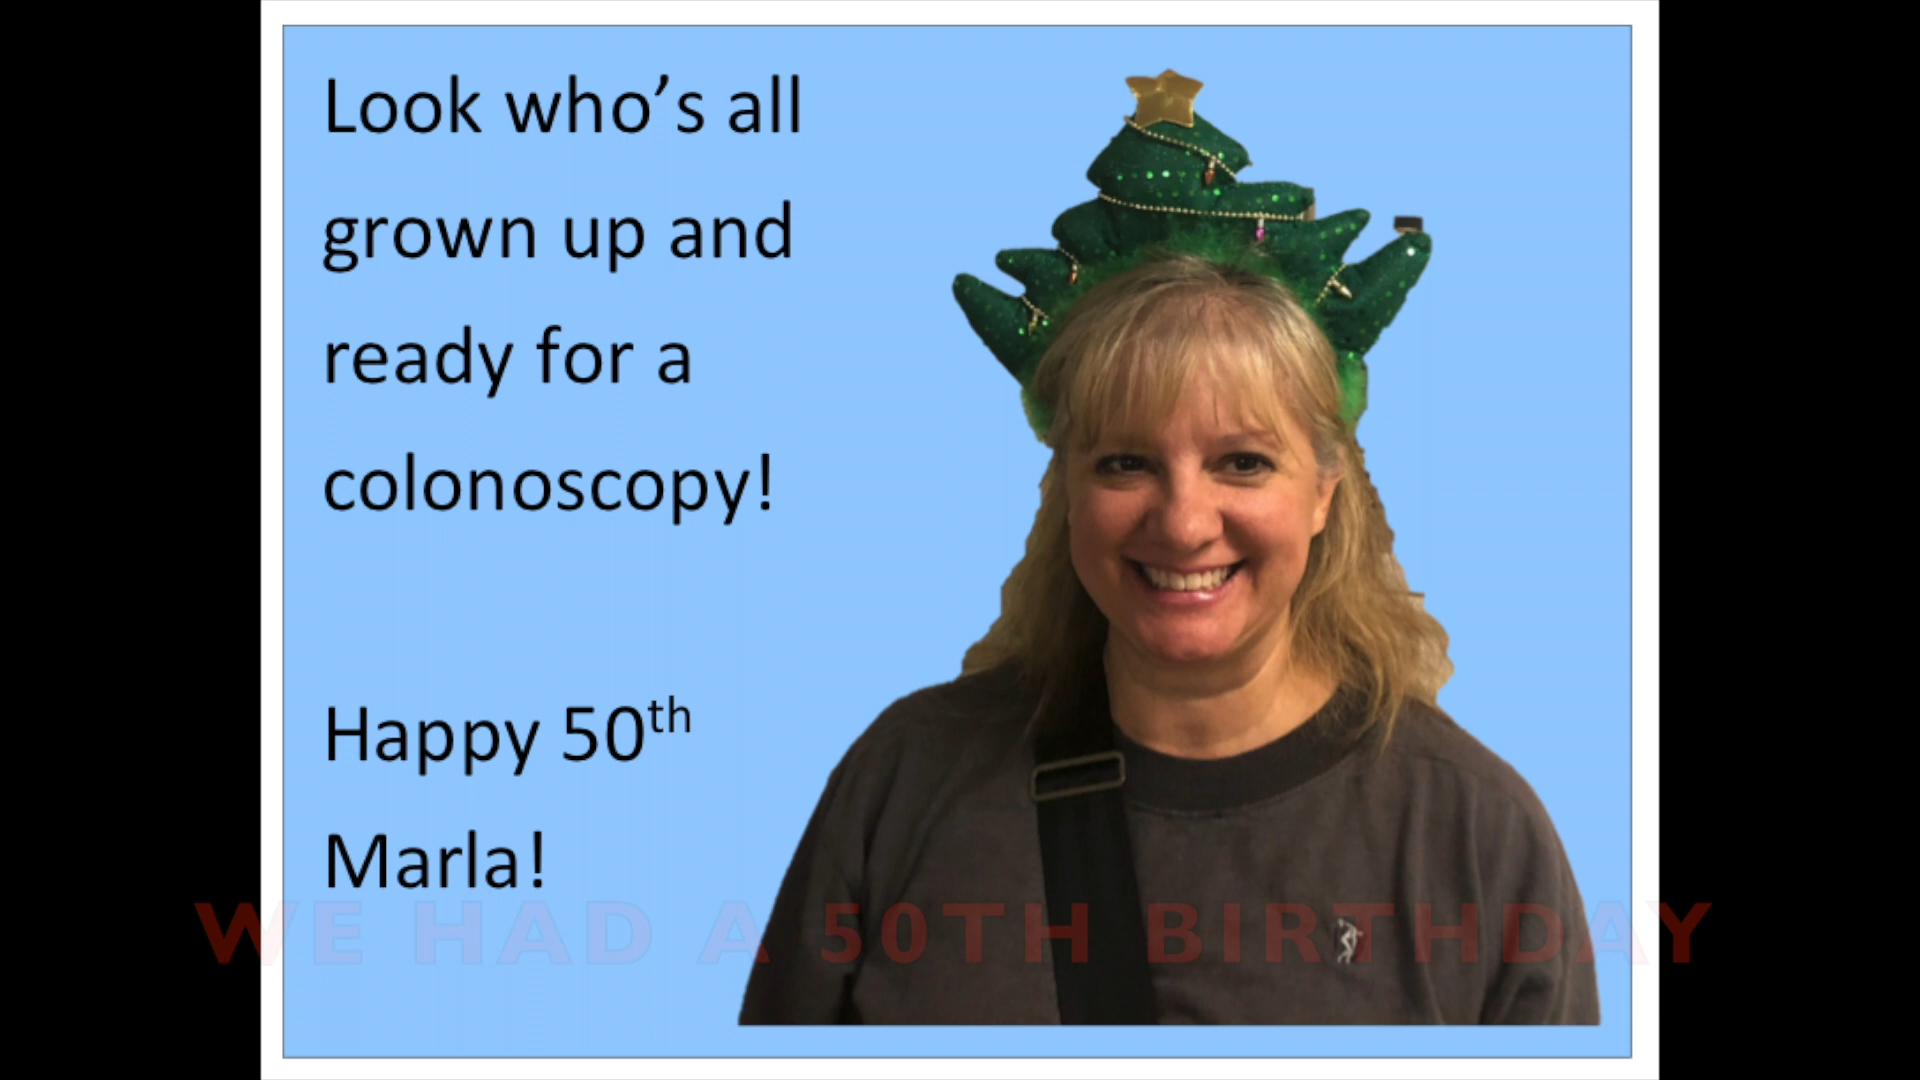 Look who’s all
grown up and
ready for a
colonoscopy!
Happy 50th
Marla!
WE HAD A 50TH BIRTHDAY